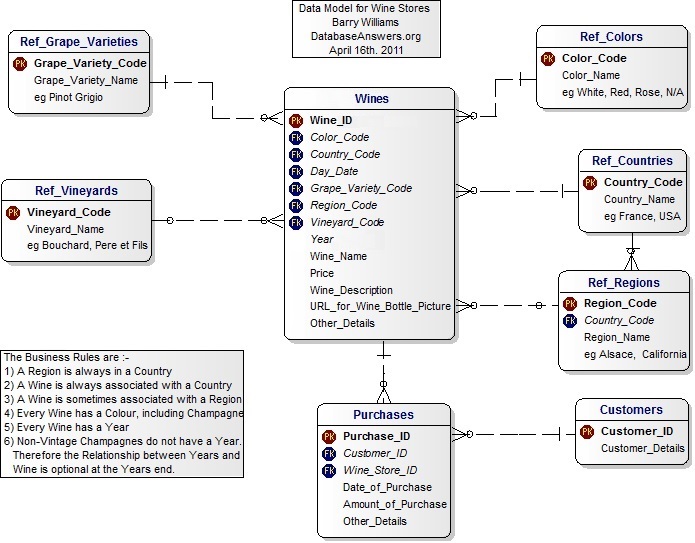 Data Model for Wine Stores
Barry Williams
DatabaseAnswers.org
April 16th. 2011
Ref_Grape_Varieties
PK Grape_Variety_Code
Grape_Variety_Name
eg Pinot Grigio
Ref_Colors
PK Color_Code
Color_Name
eg White, Red, Rose, N/A
Wines
PK Wine_ID
FK Color_Code
FK Country_Code
FK Day_Date
FK Grape_Variety_Code
FK Region_Code
FK Vineyard_Code
Year
Wine_Name
Price
Wine_Description
URL_for_Wine_Bottle_Picture
Other_Details
Ref_Vineyards
PK Vineyard_Code
Vineyard_Name
eg Bouchard, Pere et Fils
Ref_Countries
PK Country_Code
Country_Name
eg France, USA
Ref_Regions
PK Region_Code
FK Country_Code
Region_Name
eg Alsace, California
The Business Rules are :-
1) A Region is always in a Country
2) A Wine is always associated with a Country
3) A Wine is sometimes associated with a Region
4) Every Wine has a Colour, including Champagne
5) Every Wine has a Year
6) Non-Vintage Champagnes do not have a Year.
Therefore the Relationship between Years and
Wine is optional at the Years end.
Purchases
PK Purchase_ID
FK Customer_ID
FK Wine_Store_ID
Date_of_Purchase
Amount_of_Purchase
Other_Details
Customers
PK Customer_ID
Customer_Details